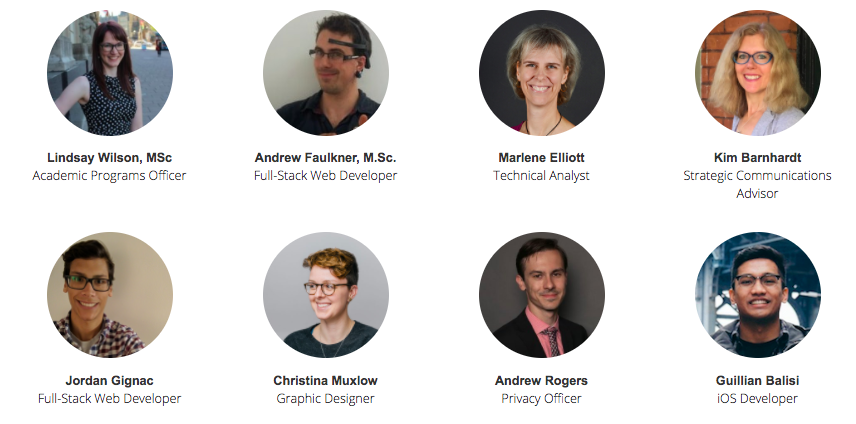 Lindsay Wilson, MSc
Academic Programs Officer
Andrew Faulkner, M.Sc.
Full-Stack Web Developer
Marlene Elliott
Technical Analyst
Kim Barnhardt
Strategic Communications
Advisor
Jordan Gignac
Full-Stack Web Developer
Christina Muxlow
Graphic Designer
Andrew Rogers
Privacy Officer
Guillian Balisi
iOS Developer